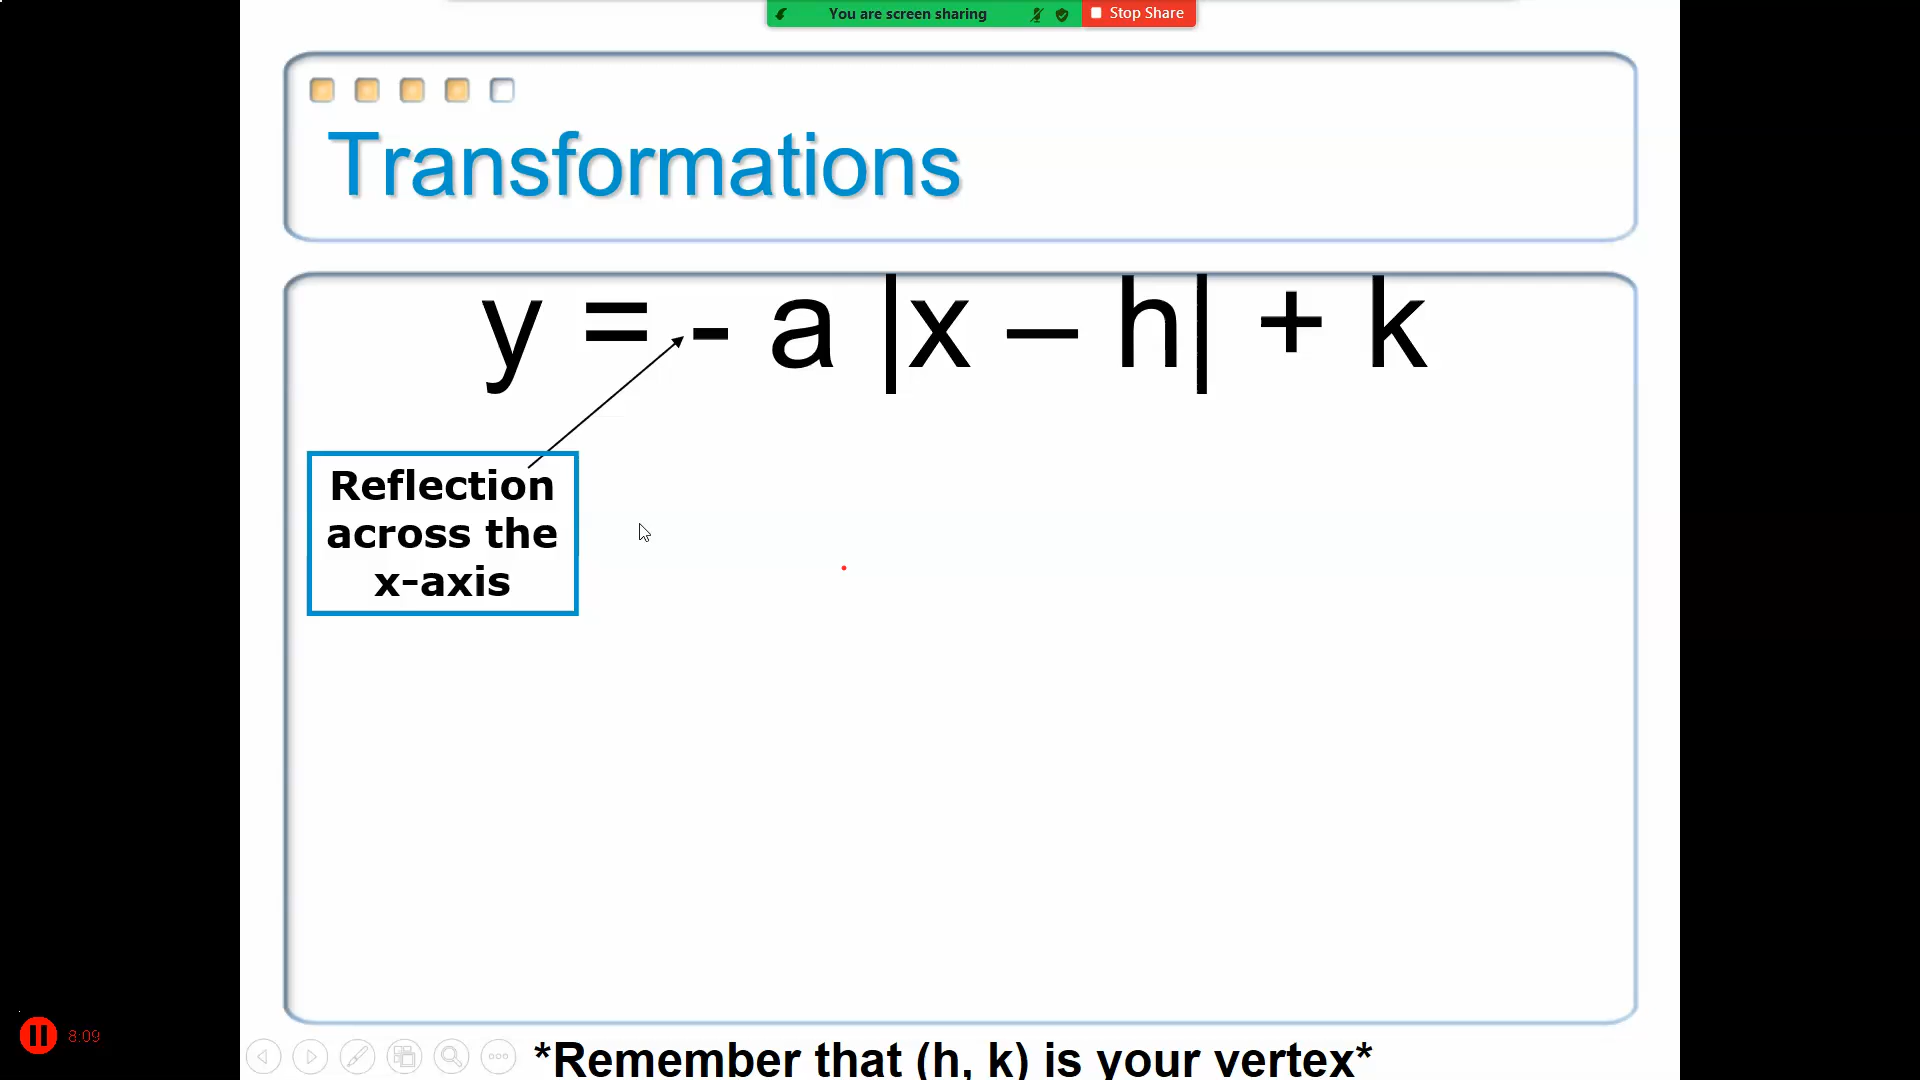 You are screen sharing
Stop Share
Transformations
y = - a |x – h| + k
Reflection
across the
x-axis
8:09
*Remember that (h, k) is your vertex*